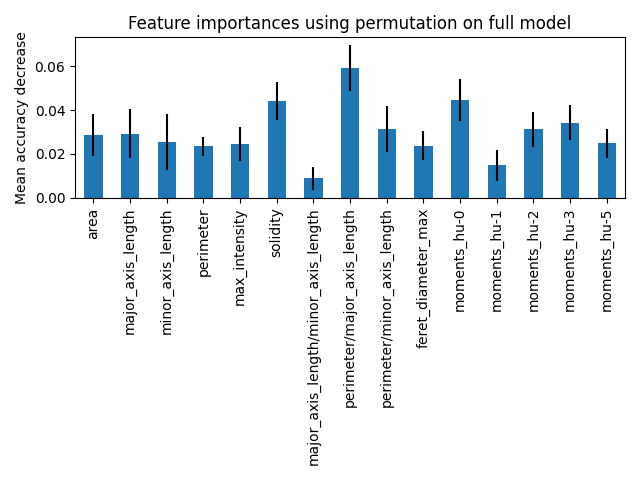 Feature importances using permutation on full model
Mean accuracy decrease
0.06
0.04
0.02
0.00
area
major_axis_length
minor_axis_length
perimeter
max_intensity
solidity
major_axis_length/minor_axis_length
perimeter/major_axis_length
perimeter/minor_axis_length
feret_diameter_max
moments_hu-0
moments_hu-1
moments_hu-2
moments_hu-3
moments_hu-5